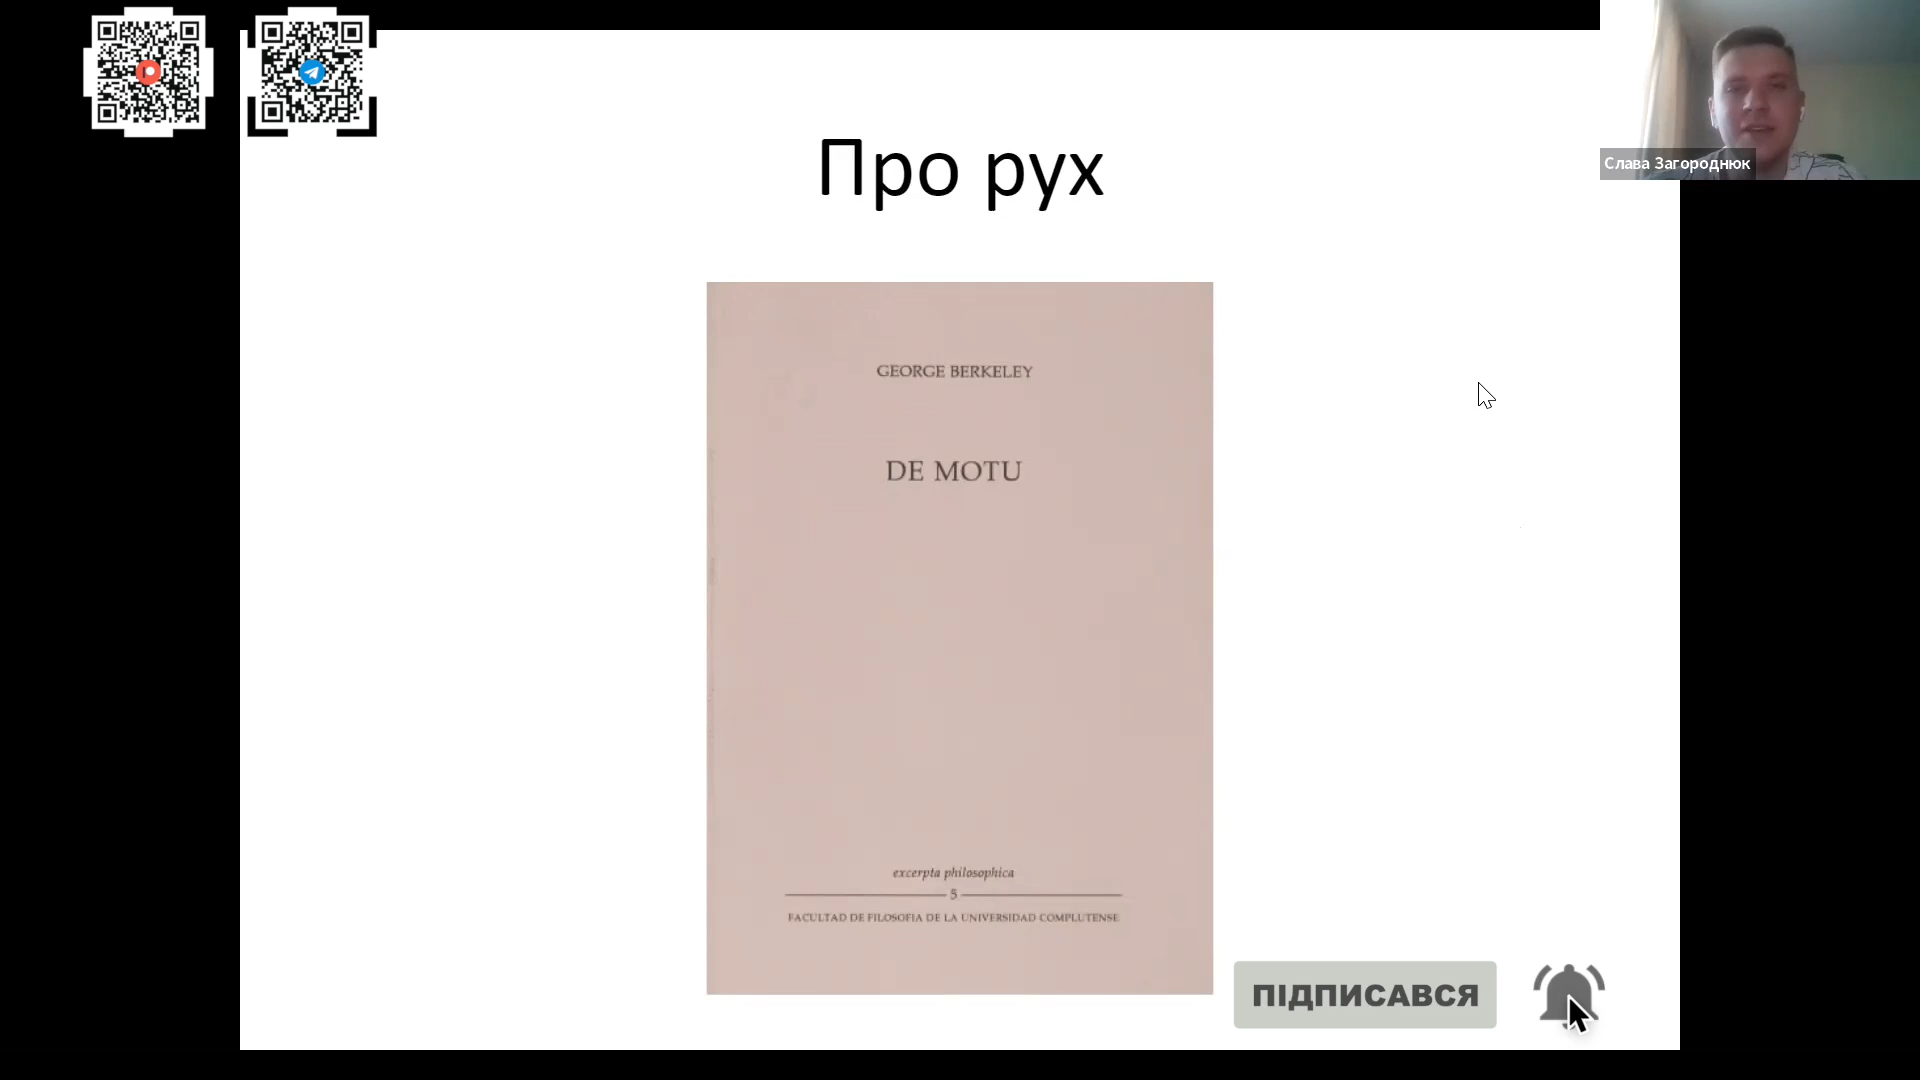 Про рух
Слава Загороднюк
GEORGE BERKELEY
DE MOTU
excerpta philosophica
5
FACULTAD DE FILOSOFIA DE LA UNIVERSIDAD COMPLUTENSE
ПІДПИСАВСЯ